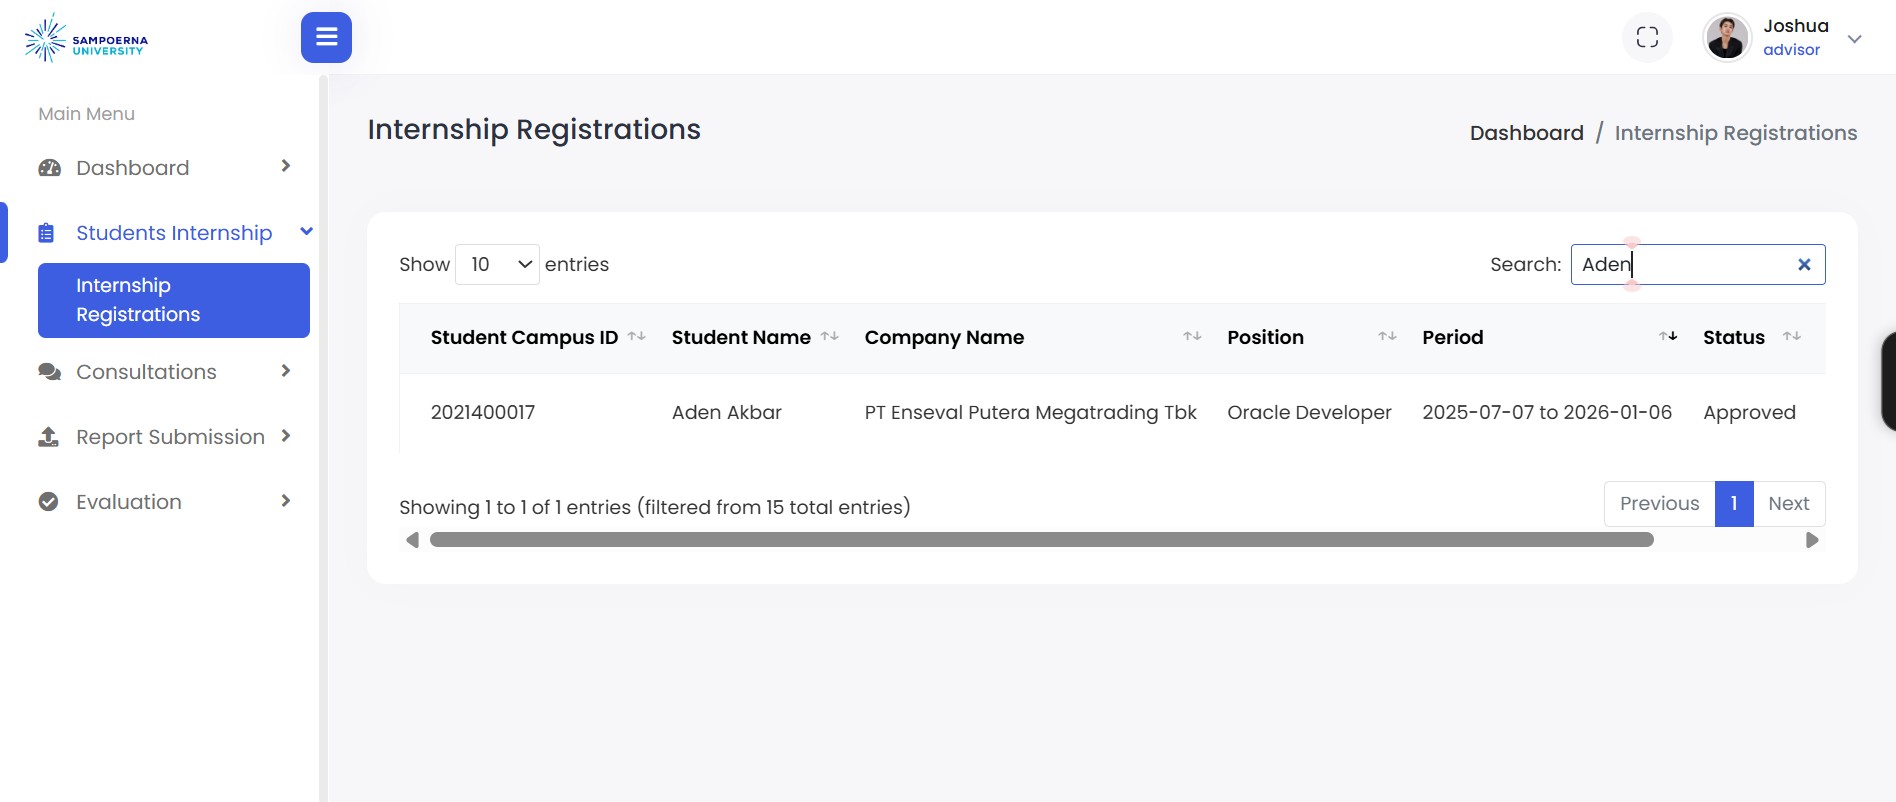 SAMPOERNA
UNIVERSITY
Joshua
advisor
Main Menu
Dashboard
Students Internship
Internship
Registrations
Consultations
Report Submission
Evaluation
Internship Registrations
Dashboard / Internship Registrations
Show 10 entries
Search: Aden
Student Campus ID Student Name Company Name Position Period Status
2021400017 Aden Akbar PT Enseval Putera Megatrading Tbk Oracle Developer 2025-07-07 to 2026-01-06 Approved
Showing 1 to 1 of 1 entries (filtered from 15 total entries)
Previous 1 Next